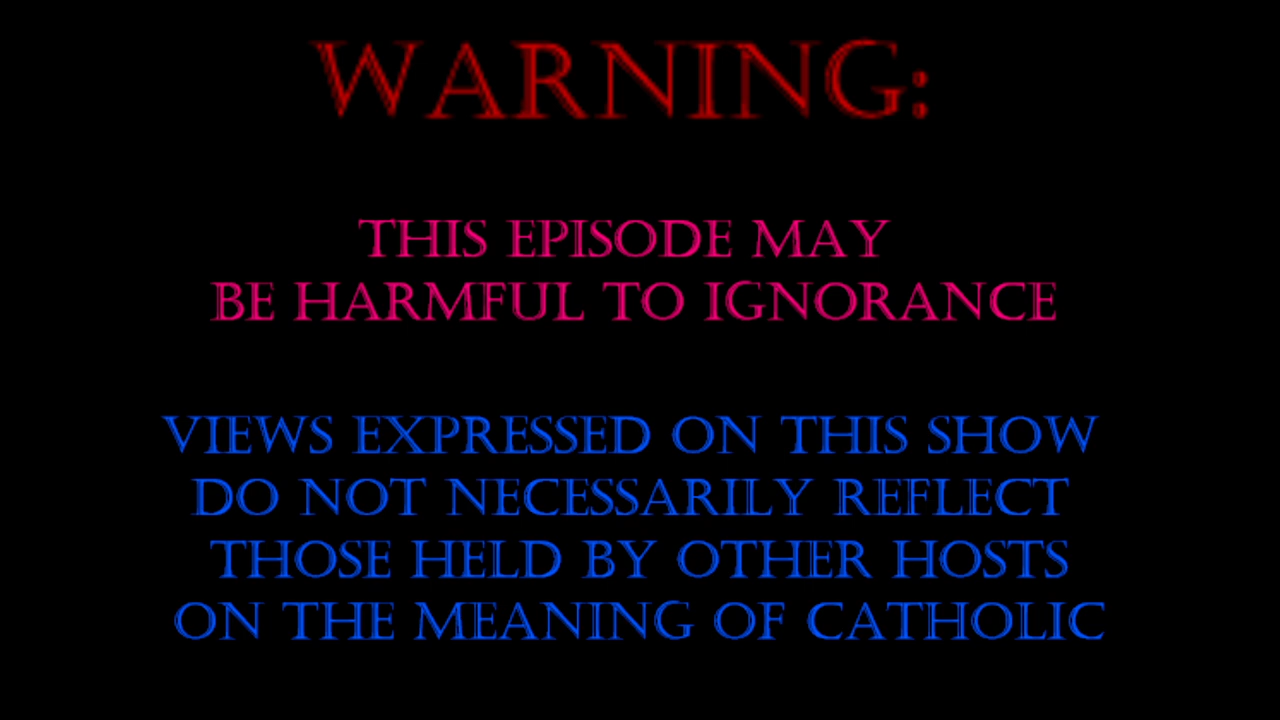 WARNING:
THIS EPISODE MAY
BE HARMFUL TO IGNORANCE
VIEWS EXPRESSED ON THIS SHOW
DO NOT NECESSARILY REFLECT
THOSE HELD BY OTHER HOSTS
ON THE MEANING OF CATHOLIC